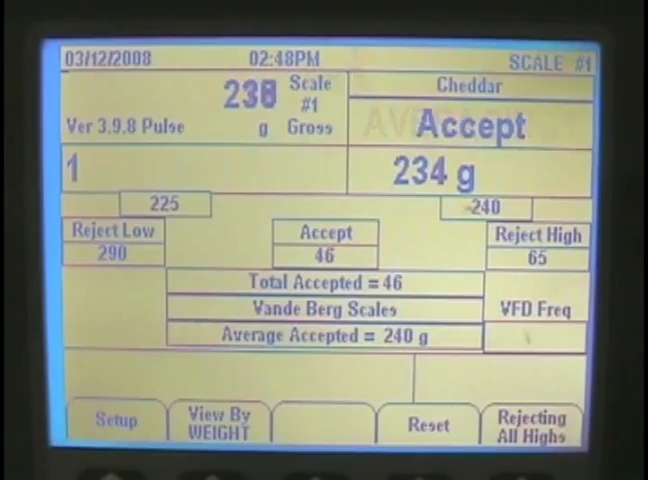 03/12/2008 02:48PM SCALE #1
Scale
#1
Ver 3.9.8 Pulse g Gross
Cheddar
Accept
1
234 g
225 240
Reject Low Accept Reject High
290 46 65
Total Accepted = 46
Vande Berg Scales
Average Accepted = 240 g
VFD Freq
Setup
View By
WEIGHT
Reset
Rejecting
All Highs